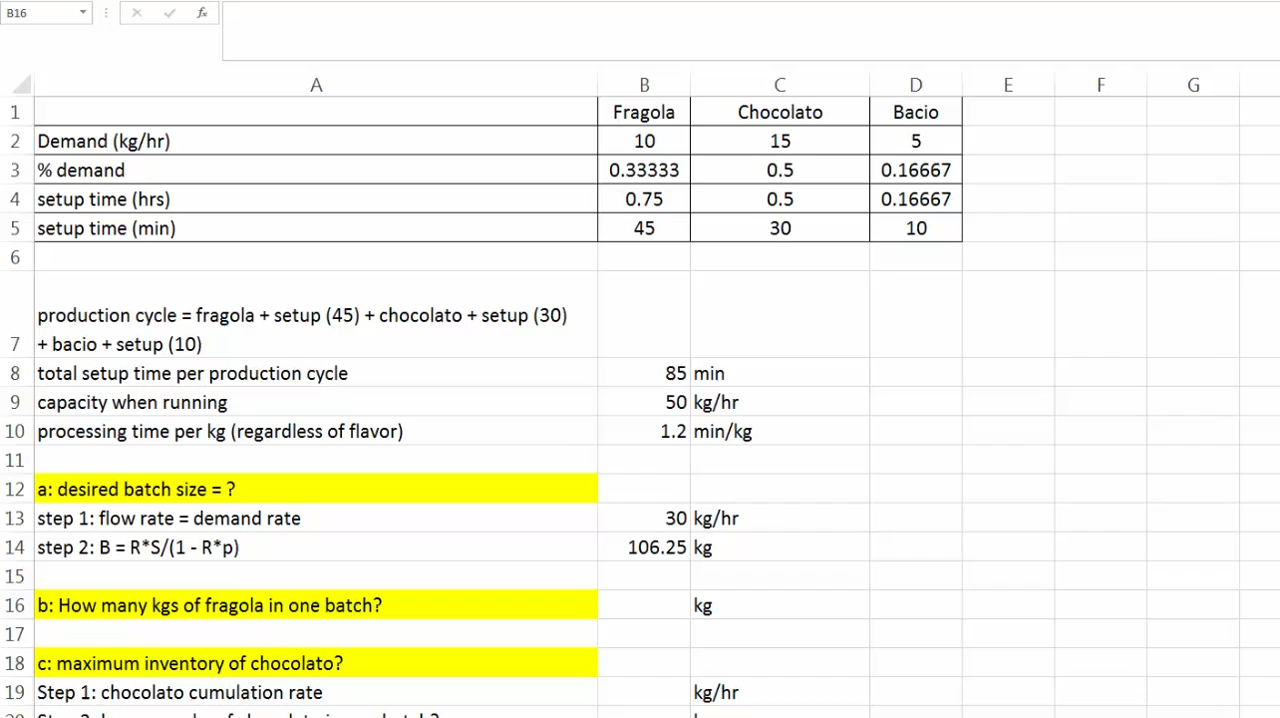 B16
fx
A B C D E F G
1 Fragola Chocolato Bacio
2 Demand (kg/hr) 10 15 5
3 % demand 0.33333 0.5 0.16667
4 setup time (hrs) 0.75 0.5 0.16667
5 setup time (min) 45 30 10
6
production cycle = fragola + setup (45) + chocolato + setup (30)
7 + bacio + setup (10)
8 total setup time per production cycle 85 min
9 capacity when running 50 kg/hr
10 processing time per kg (regardless of flavor) 1.2 min/kg
11
12 a: desired batch size = ?
13 step 1: flow rate = demand rate 30 kg/hr
14 step 2: B = R*S/(1 - R*p) 106.25 kg
15
16 b: How many kgs of fragola in one batch? kg
17
18 c: maximum inventory of chocolato?
19 Step 1: chocolato cumulation rate kg/hr